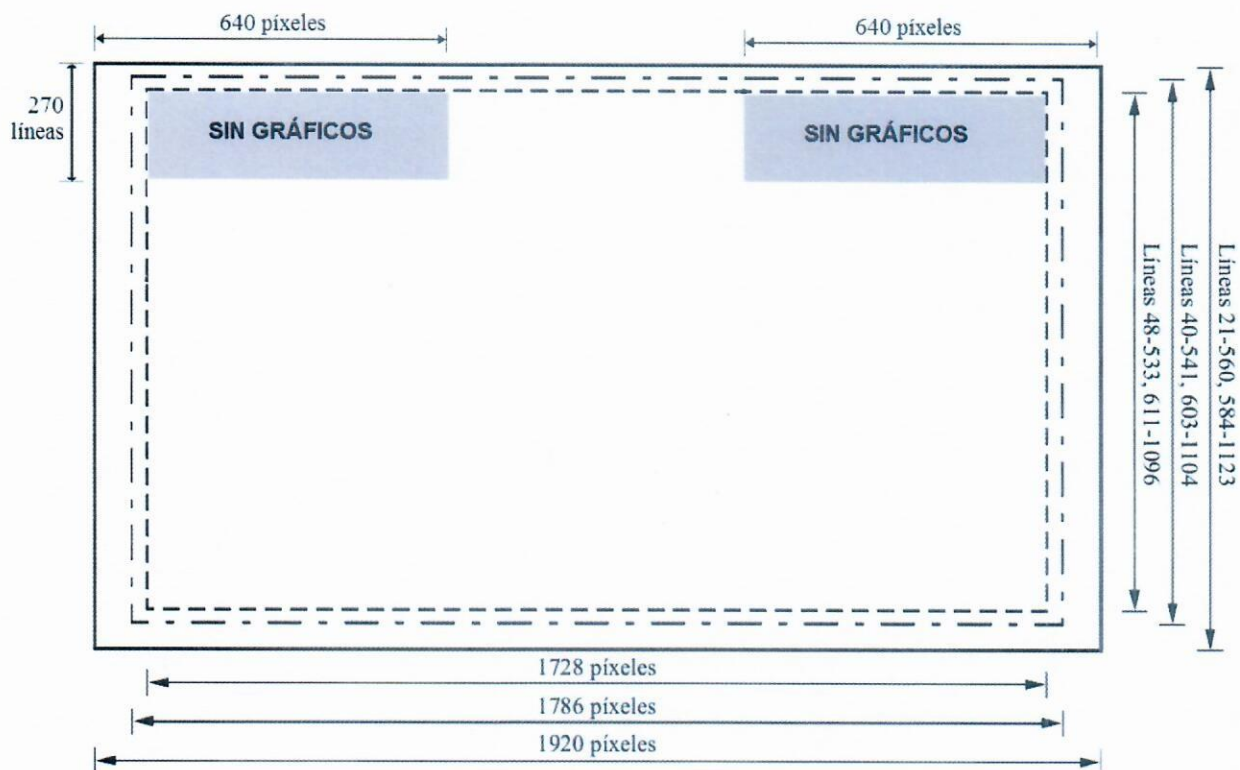 640 píxeles
640 píxeles
270
líneas
SIN GRÁFICOS
SIN GRÁFICOS
Líneas 48-533, 611-1096
Líneas 40-541, 603-1104
Líneas 21-560, 584-1123
1728 píxeles
1786 píxeles
1920 píxeles